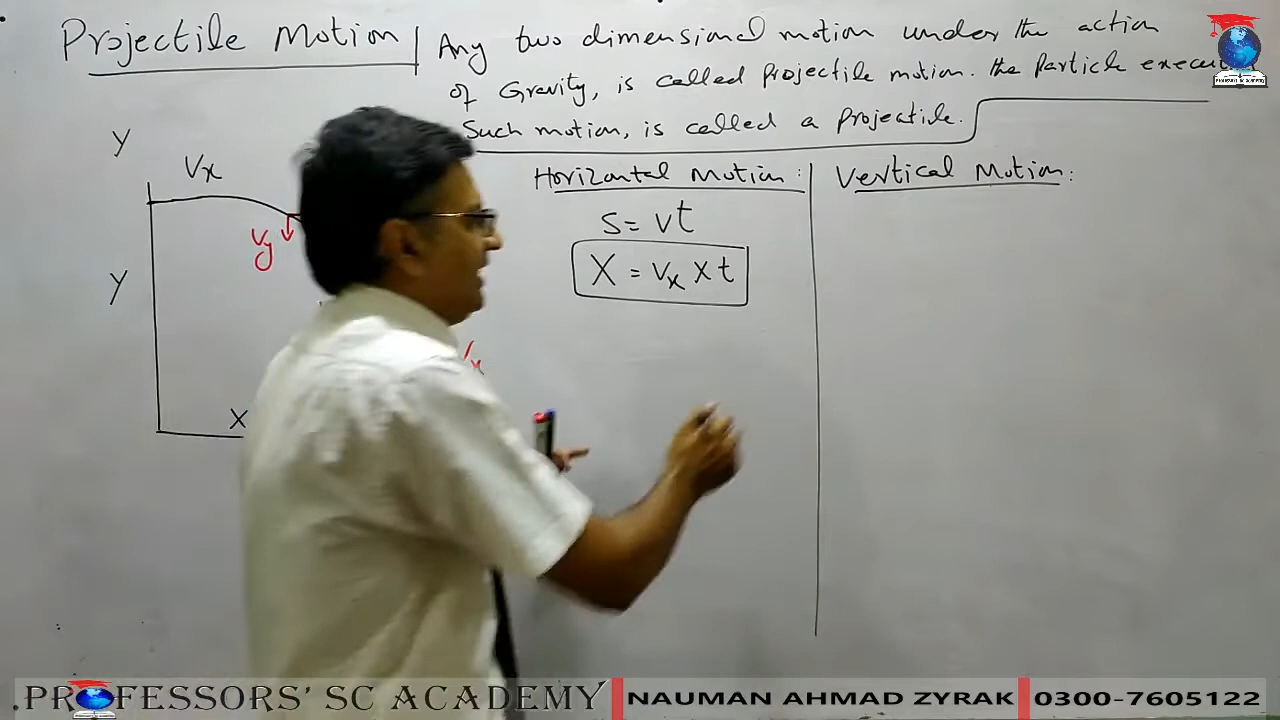 Projectile Motion
Any two dimensional motion under the action
of Gravity, is called projectile motion. the particle
Such motion, is called a projectile.
Y
Vx
Vy
Y
X
Horizontal Motion:
S = vt
X = Vx x t
Vertical Motion:
PROFESSORS' SC ACADEMY
NAUMAN AHMAD ZYRAK
0300-7605122